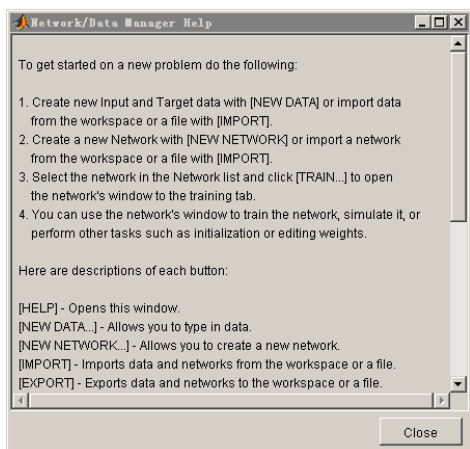 Network/Data Manager Help
To get started on a new problem do the following:
1. Create new Input and Target data with [NEW DATA] or import data
from the workspace or a file with [IMPORT].
2. Create a new Network with [NEW NETWORK] or import a network
from the workspace or a file with [IMPORT].
3. Select the network in the Network list and click [TRAIN...] to open
the network's window to the training tab.
4. You can use the network's window to train the network, simulate it, or
perform other tasks such as initialization or editing weights.
Here are descriptions of each button:
[HELP] - Opens this window.
[NEW DATA...] - Allows you to type in data.
[NEW NETWORK...] - Allows you to create a new network.
[IMPORT] - Imports data and networks from the workspace or a file.
[EXPORT] - Exports data and networks to the workspace or a file.
Close